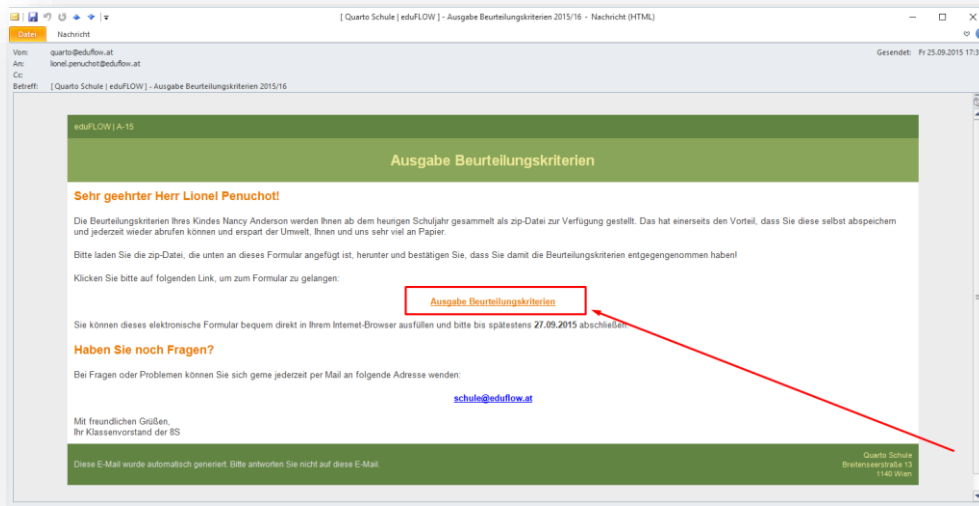 [ Quarto Schule | eduFLOW ] - Ausgabe Beurteilungskriterien 2015/16 - Nachricht (HTML)
Datei Nachricht
Von: quarto@eduflow.at Gesendet: Fr 25.09.2015 17:3
An: lionel.penuchot@eduflow.at
Cc:
Betreff: [ Quarto Schule | eduFLOW ] - Ausgabe Beurteilungskriterien 2015/16
eduFLOW | A-15
Ausgabe Beurteilungskriterien
Sehr geehrter Herr Lionel Penuchot!
Die Beurteilungskriterien Ihres Kindes Nancy Anderson werden Ihnen ab dem heurigen Schuljahr gesammelt als zip-Datei zur Verfügung gestellt. Das hat einerseits den Vorteil, dass Sie diese selbst abspeichern
und jederzeit wieder abrufen können und erspart der Umwelt, Ihnen und uns sehr viel an Papier.
Bitte laden Sie die zip-Datei, die unten an dieses Formular angefügt ist, herunter und bestätigen Sie, dass Sie damit die Beurteilungskriterien entgegengenommen haben!
Klicken Sie bitte auf folgenden Link, um zum Formular zu gelangen:
Ausgabe Beurteilungskriterien
Sie können dieses elektronische Formular bequem direkt in Ihrem Internet-Browser ausfüllen und bitte bis spätestens 27.09.2015 abschließen
Haben Sie noch Fragen?
Bei Fragen oder Problemen können Sie sich gerne jederzeit per Mail an folgende Adresse wenden:
schule@eduflow.at
Mit freundlichen Grüßen,
Ihr Klassenvorstand der 8S
Diese E-Mail wurde automatisch generiert. Bitte antworten Sie nicht auf diese E-Mail.
Quarto Schule
Breitenseerstraße 13
1140 Wien